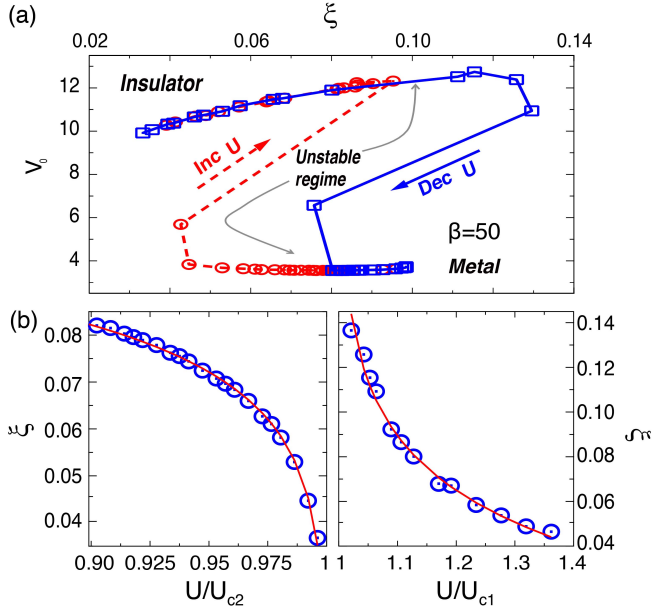 (a)
ξ
0.02 0.06 0.10 0.14
12
10
8
6
4
V₀
Insulator
Inc U
Unstable
regime
Dec U
β=50
Metal
(b)
0.08
0.07
0.06
0.05
0.04
ξ
0.90 0.925 0.95 0.975 1
U/U_c2
0.14
0.12
0.10
0.08
0.06
0.04
1 1.1 1.2 1.3 1.4
U/U_c1